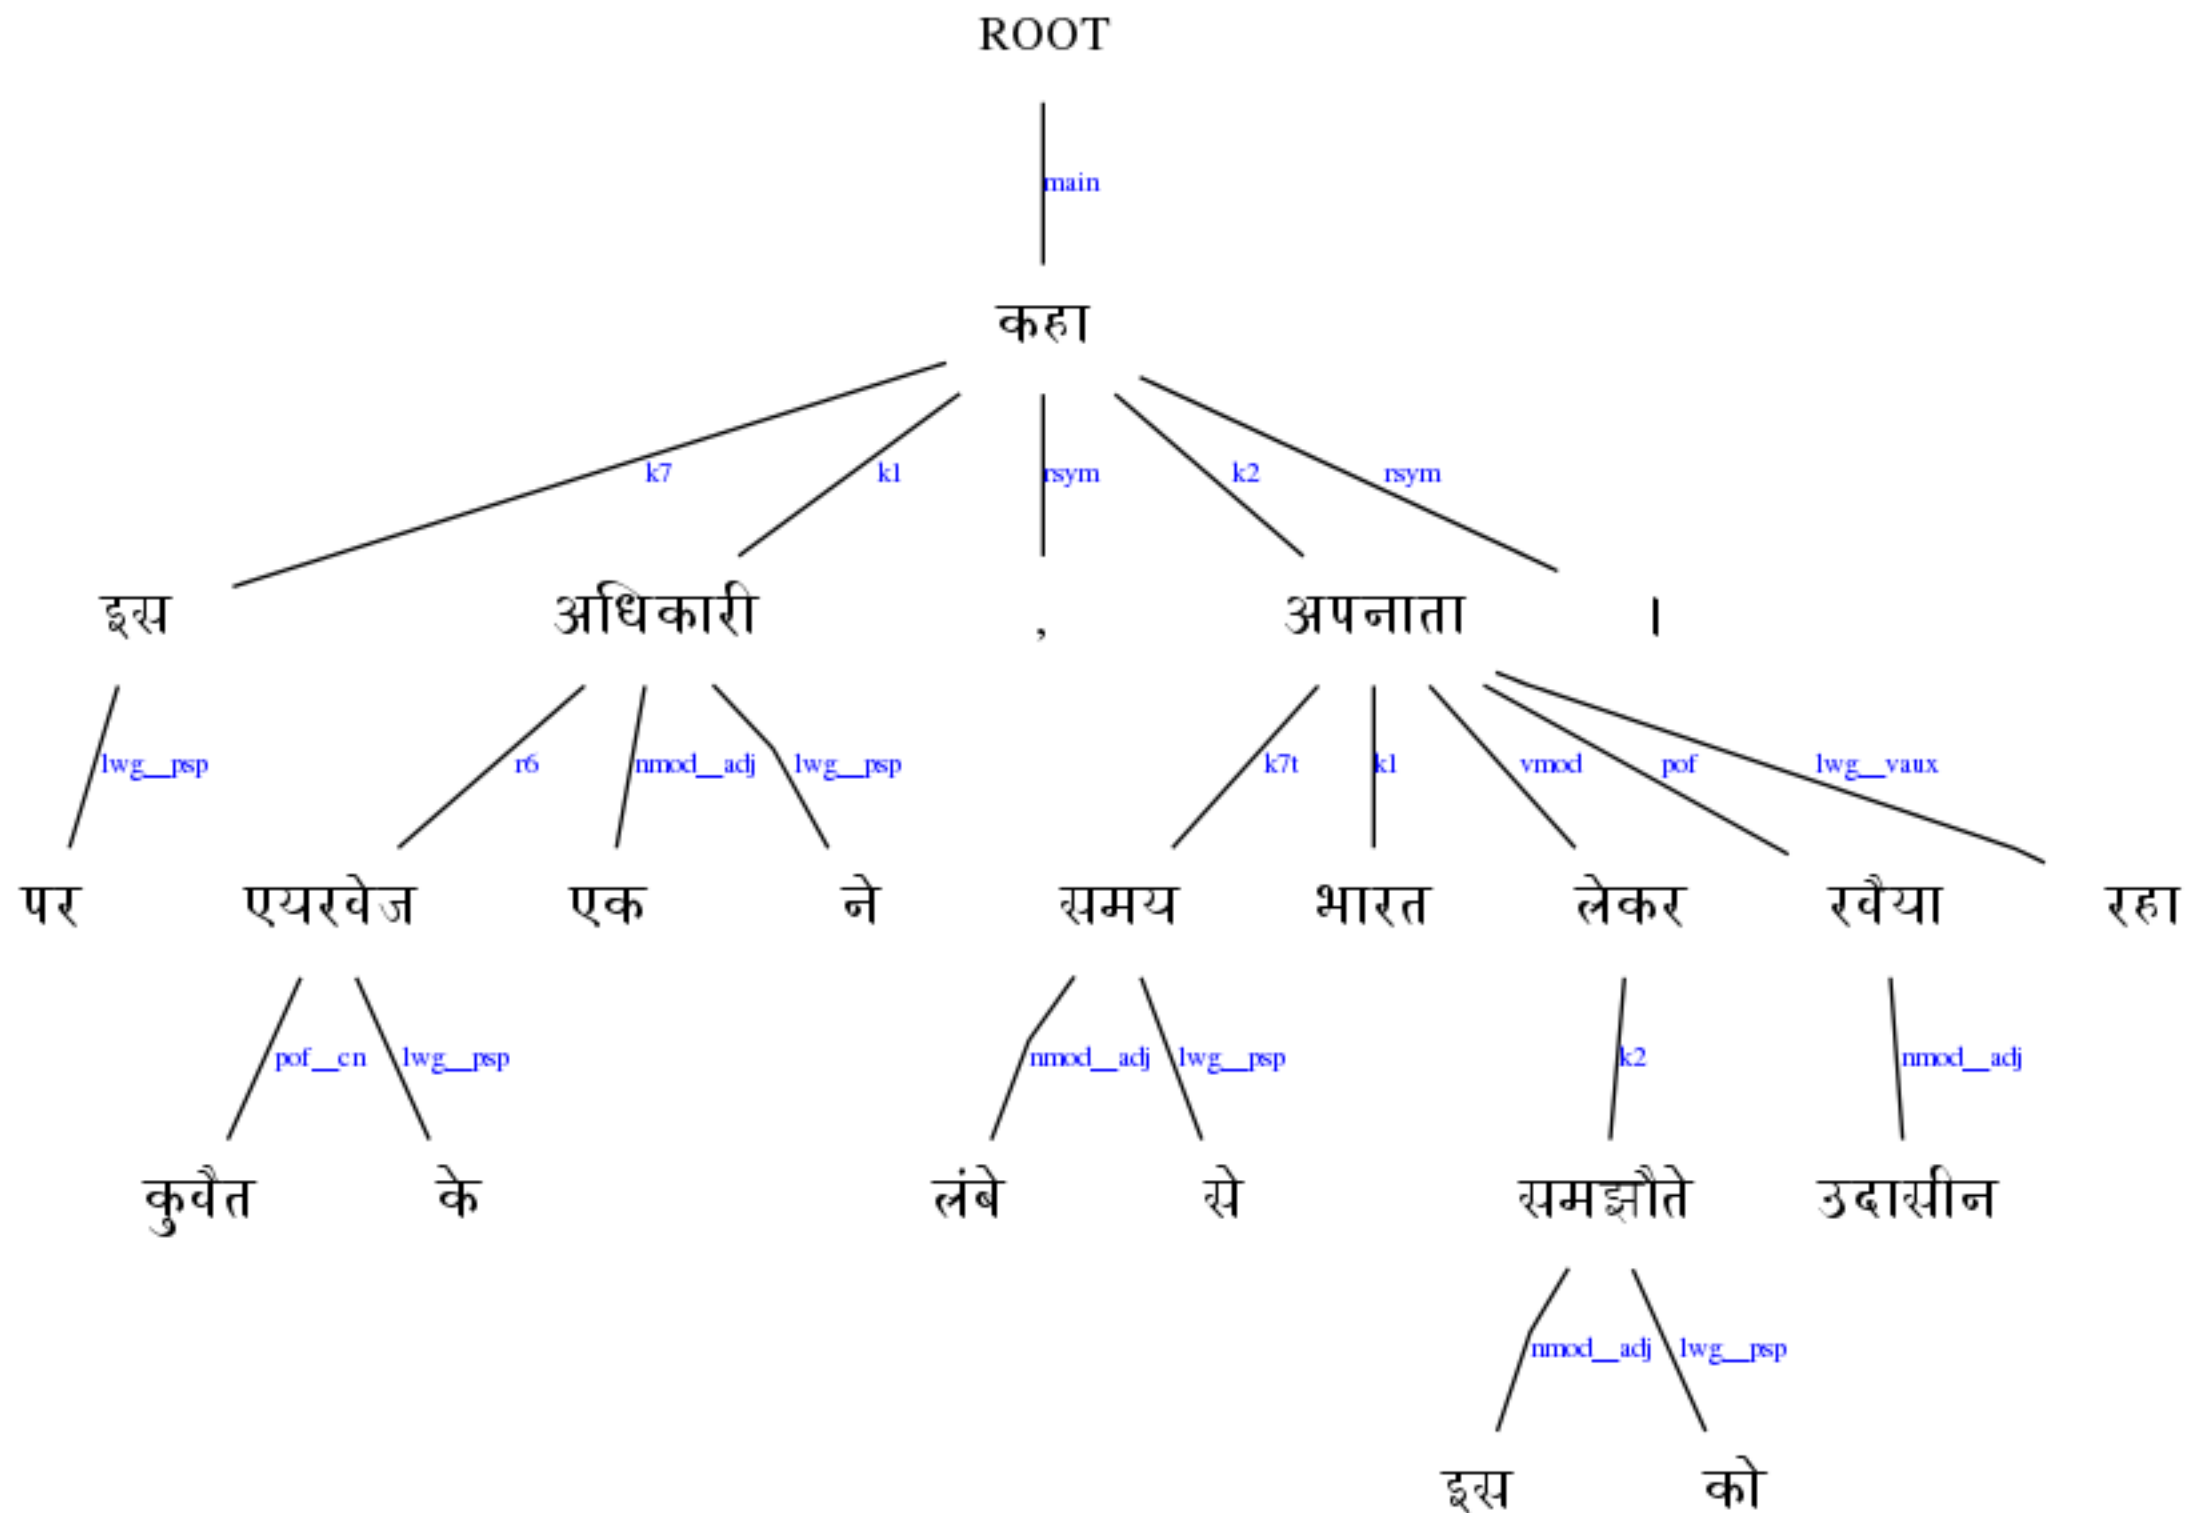 ROOT
main
कहा
k7 k1 rsym k2 rsym
इस अधिकारी , अपनाता ।
lwg__psp r6 nmod__adj lwg__psp k7t k1 vmod pof lwg__vaux
पर एयरवेज एक ने समय भारत लेकर रवैया रहा
pof__cn lwg__psp nmod__adj lwg__psp k2 nmod__adj
कुवैत के लंबे से समझौते उदासीन
nmod__adj lwg__psp
इस को